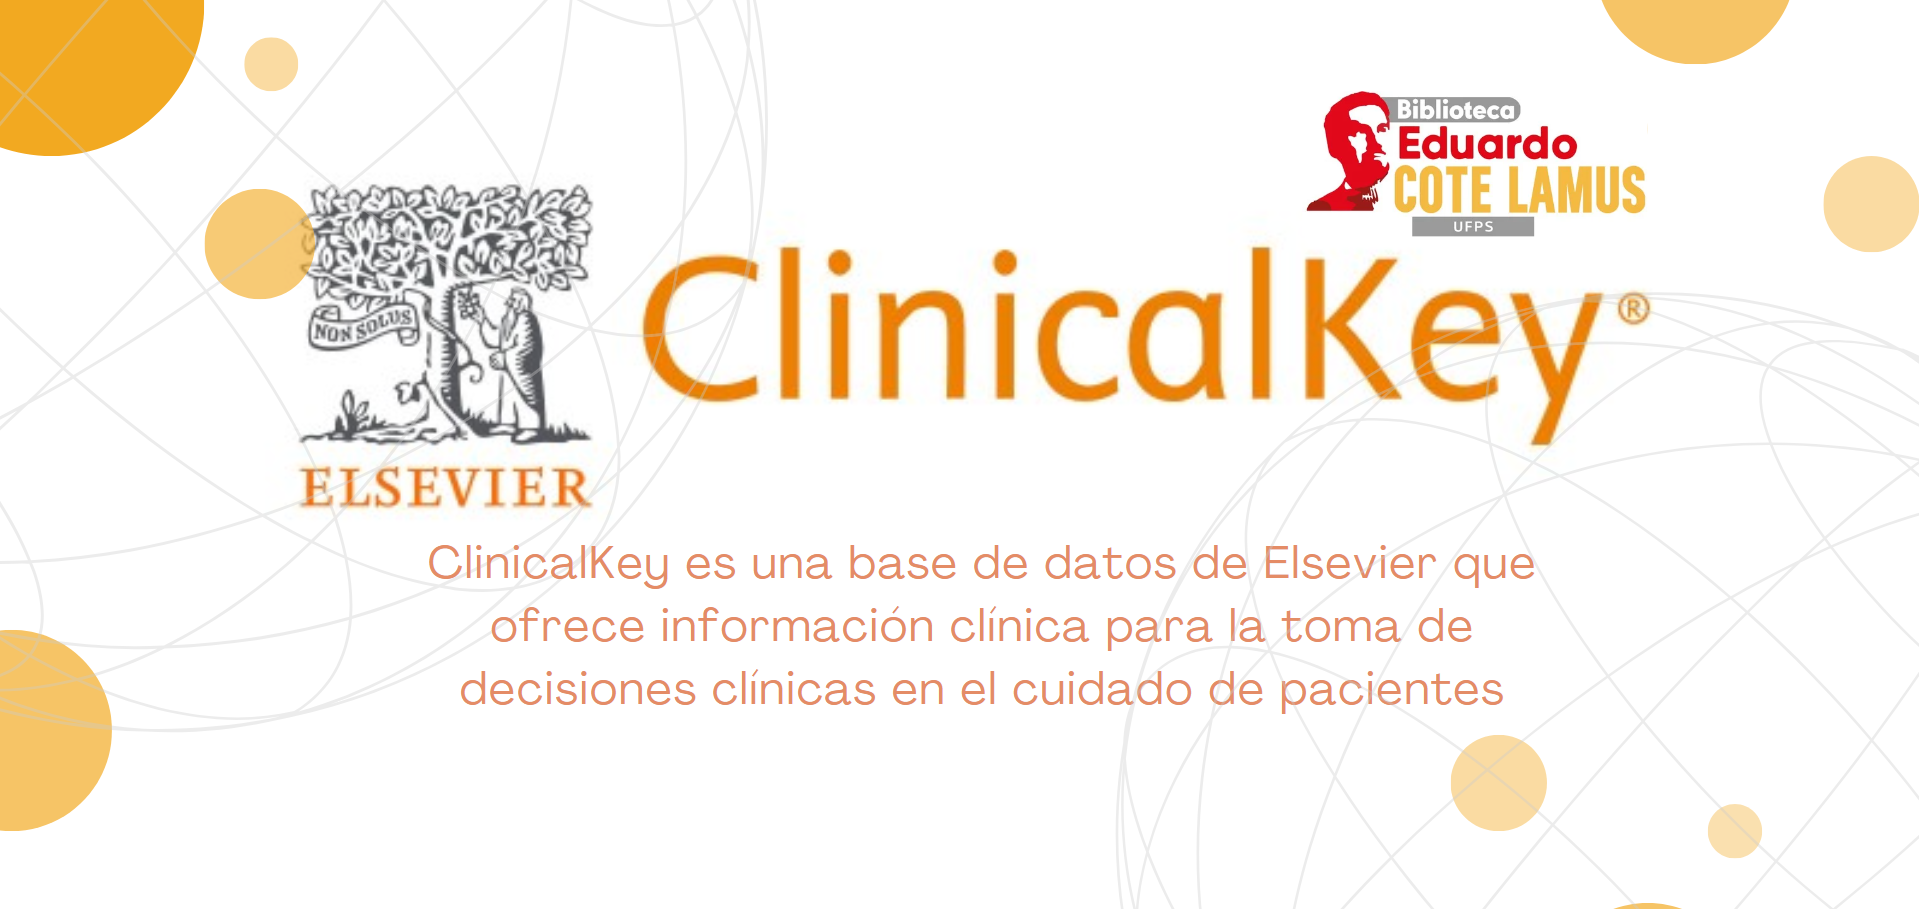 Biblioteca
Eduardo
COTE LAMUS
UFPS
NON SOLUS
ELSEVIER
ClinicalKey®
ClinicalKey es una base de datos de Elsevier que
ofrece información clínica para la toma de
decisiones clínicas en el cuidado de pacientes